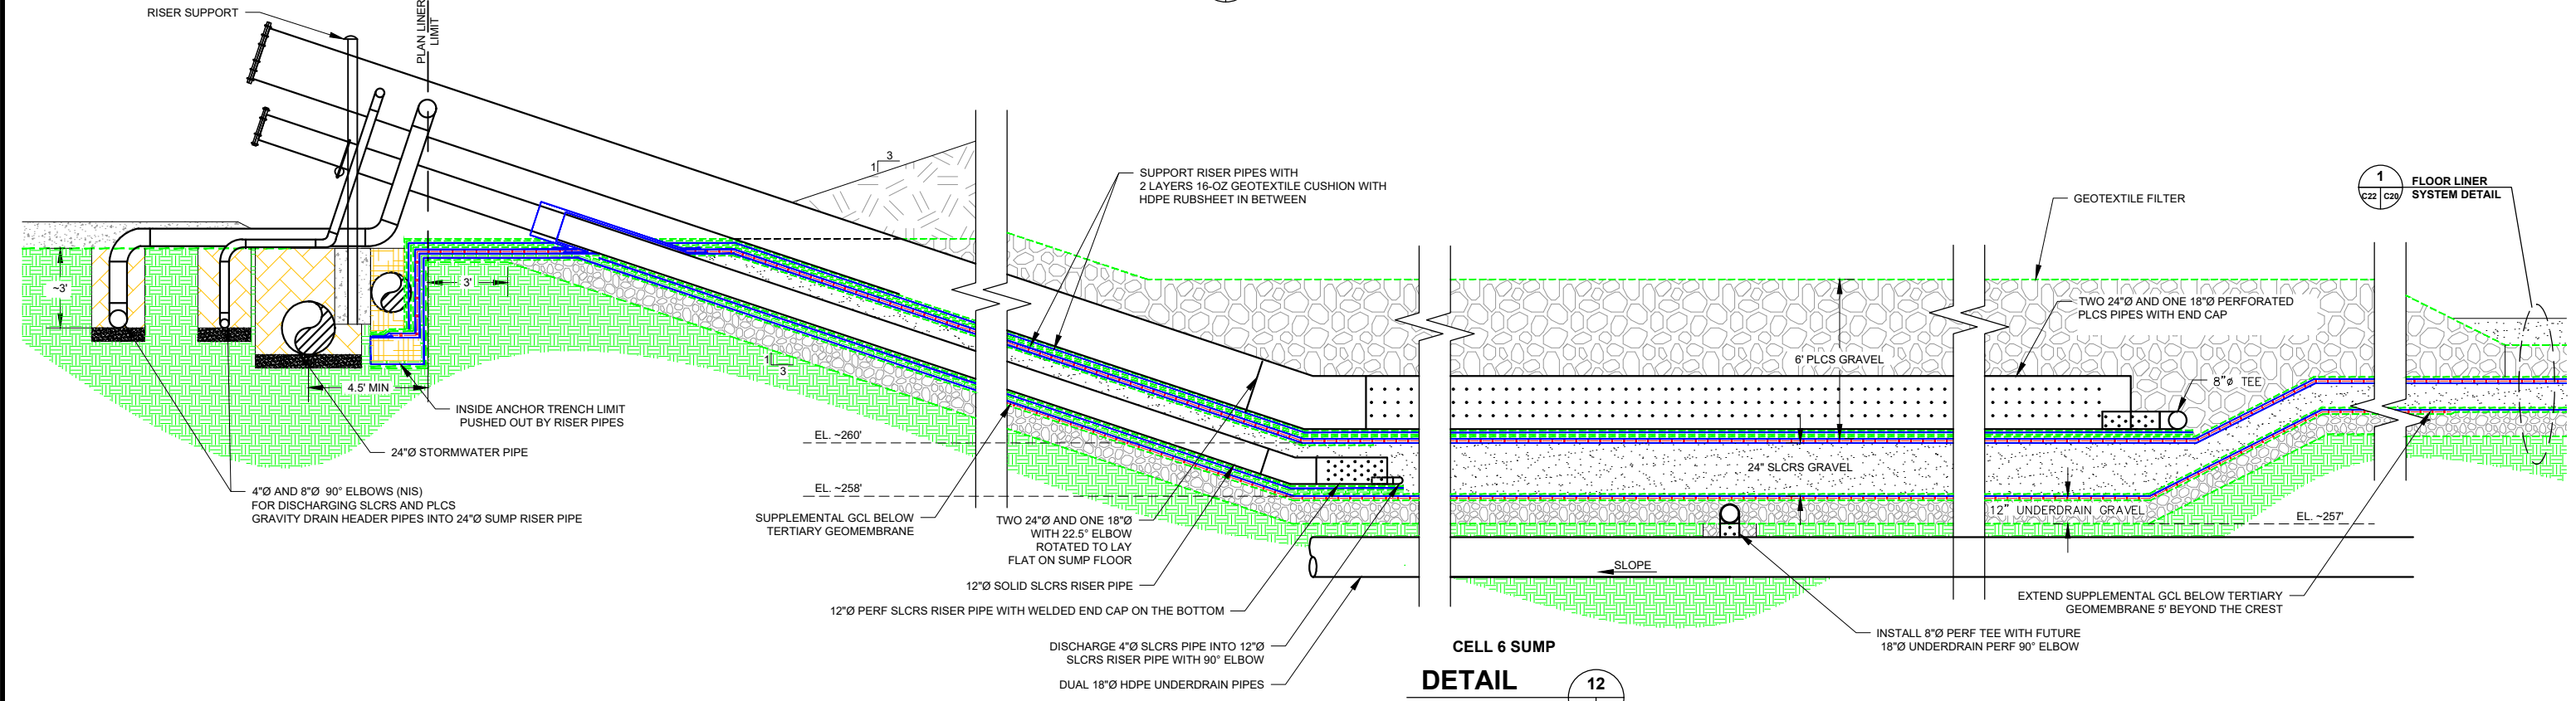 RISER SUPPORT
PLAN LINER
LIMIT
3
1
SUPPORT RISER PIPES WITH
2 LAYERS 16-OZ GEOTEXTILE CUSHION WITH
HDPE RUBSHEET IN BETWEEN
GEOTEXTILE FILTER
1
C22
C20
FLOOR LINER
SYSTEM DETAIL
~3'
3'
TWO 24"Ø AND ONE 18"Ø PERFORATED
PLCS PIPES WITH END CAP
6' PLCS GRAVEL
1
3
8"ø TEE
4.5' MIN
INSIDE ANCHOR TRENCH LIMIT
PUSHED OUT BY RISER PIPES
24"Ø STORMWATER PIPE
EL. ~260'
24" SLCRS GRAVEL
EL. ~258'
4"Ø AND 8"Ø 90° ELBOWS (NIS)
FOR DISCHARGING SLCRS AND PLCS
GRAVITY DRAIN HEADER PIPES INTO 24"Ø SUMP RISER PIPE
SUPPLEMENTAL GCL BELOW
TERTIARY GEOMEMBRANE
TWO 24"Ø AND ONE 18"Ø
WITH 22.5° ELBOW
ROTATED TO LAY
FLAT ON SUMP FLOOR
12" UNDERDRAIN GRAVEL
EL. ~257'
SLOPE
12"Ø SOLID SLCRS RISER PIPE
12"Ø PERF SLCRS RISER PIPE WITH WELDED END CAP ON THE BOTTOM
EXTEND SUPPLEMENTAL GCL BELOW TERTIARY
GEOMEMBRANE 5' BEYOND THE CREST
DISCHARGE 4"Ø SLCRS PIPE INTO 12"Ø
SLCRS RISER PIPE WITH 90° ELBOW
INSTALL 8"Ø PERF TEE WITH FUTURE
18"Ø UNDERDRAIN PERF 90° ELBOW
DUAL 18"Ø HDPE UNDERDRAIN PIPES
CELL 6 SUMP
DETAIL
12